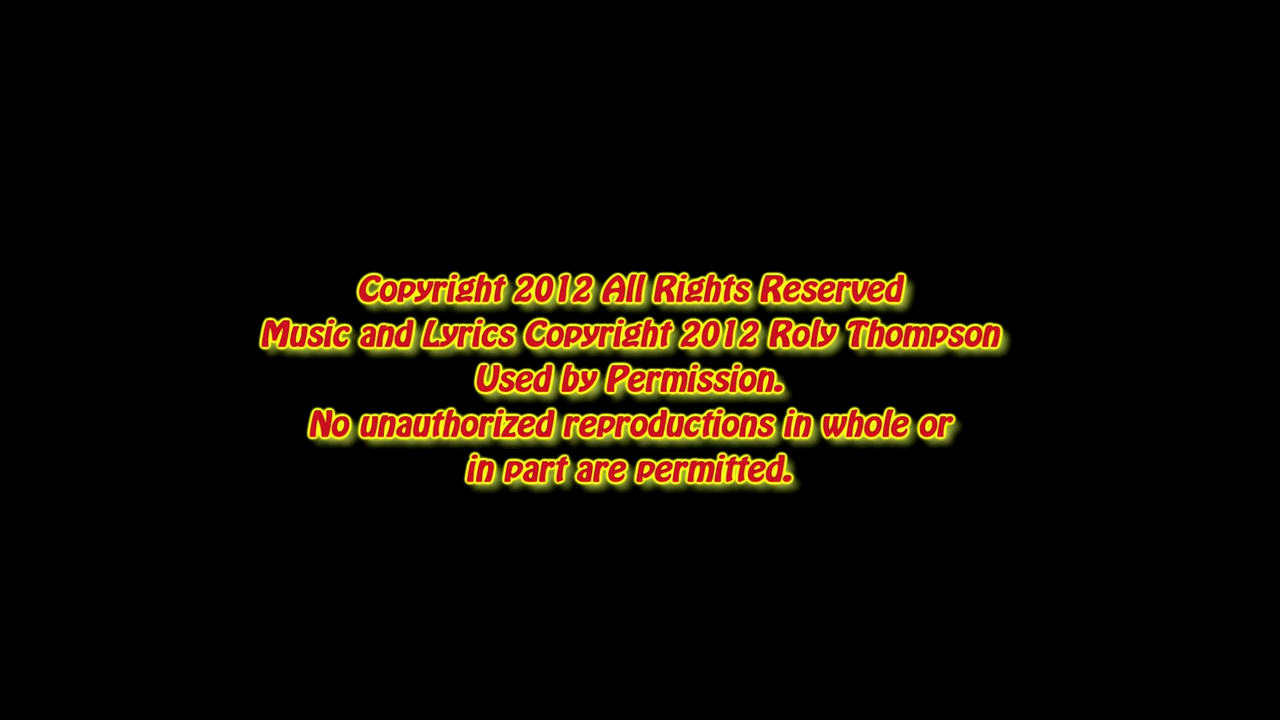 Copyright 2012 All Rights Reserved
Music and Lyrics Copyright 2012 Roly Thompson
Used by Permission.
No unauthorized reproductions in whole or
in part are permitted.